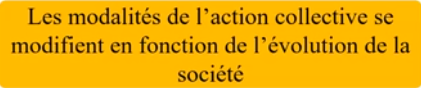 Les modalités de l’action collective se
modifient en fonction de l’évolution de la
société